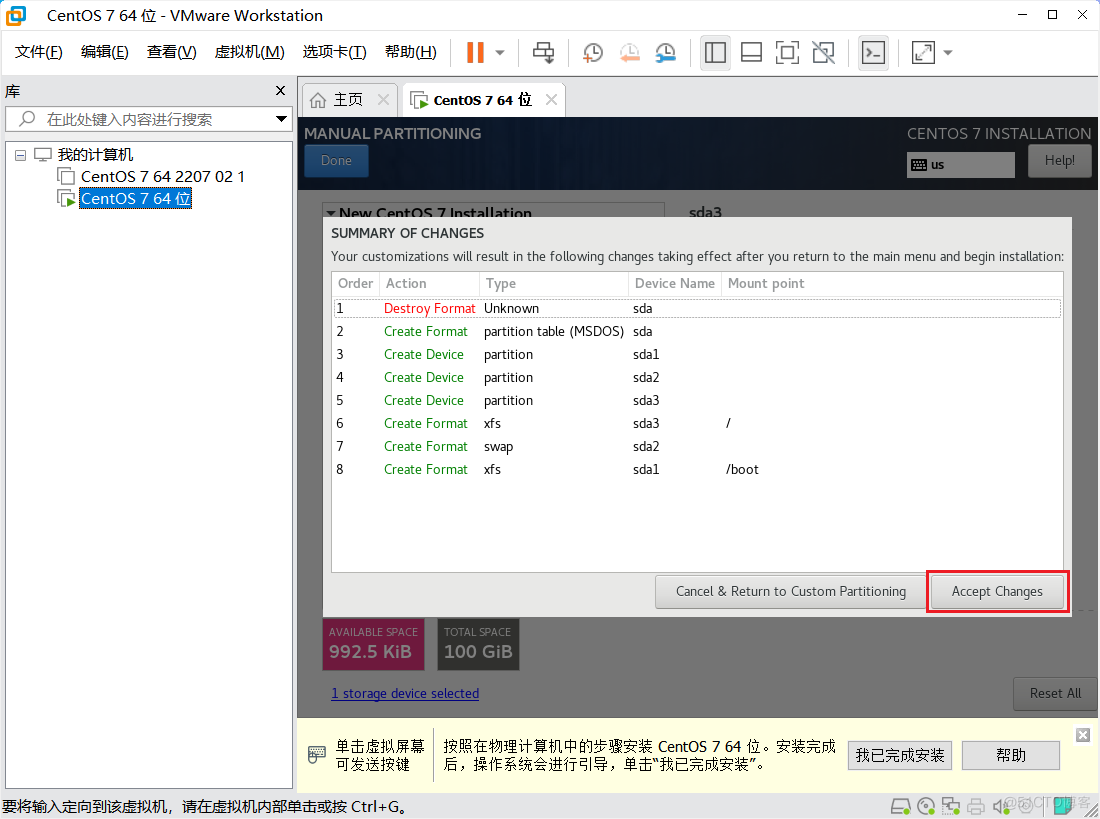 CentOS 7 64 位 - VMware Workstation
文件(F) 编辑(E) 查看(V) 虚拟机(M) 选项卡(T) 帮助(H)
库
在此处键入内容进行搜索
我的计算机
CentOS 7 64 2207 02 1
CentOS 7 64 位
主页
CentOS 7 64 位
MANUAL PARTITIONING
CENTOS 7 INSTALLATION
Done
us
Help!
New CentOS 7 Installation
sda3
SUMMARY OF CHANGES
Your customizations will result in the following changes taking effect after you return to the main menu and begin installation:
Order Action Type Device Name Mount point
1 Destroy Format Unknown sda
2 Create Format partition table (MSDOS) sda
3 Create Device partition sda1
4 Create Device partition sda2
5 Create Device partition sda3
6 Create Format xfs sda3 /
7 Create Format swap sda2
8 Create Format xfs sda1 /boot
Cancel & Return to Custom Partitioning
Accept Changes
AVAILABLE SPACE
992.5 KiB
TOTAL SPACE
100 GiB
1 storage device selected
Reset All
单击虚拟屏幕
可发送按键
按照在物理计算机中的步骤安装 CentOS 7 64 位。安装完成
后，操作系统会进行引导，单击“我已完成安装”。
我已完成安装
帮助
要将输入定向到该虚拟机，请在虚拟机内部单击或按 Ctrl+G。
@51CTO博客